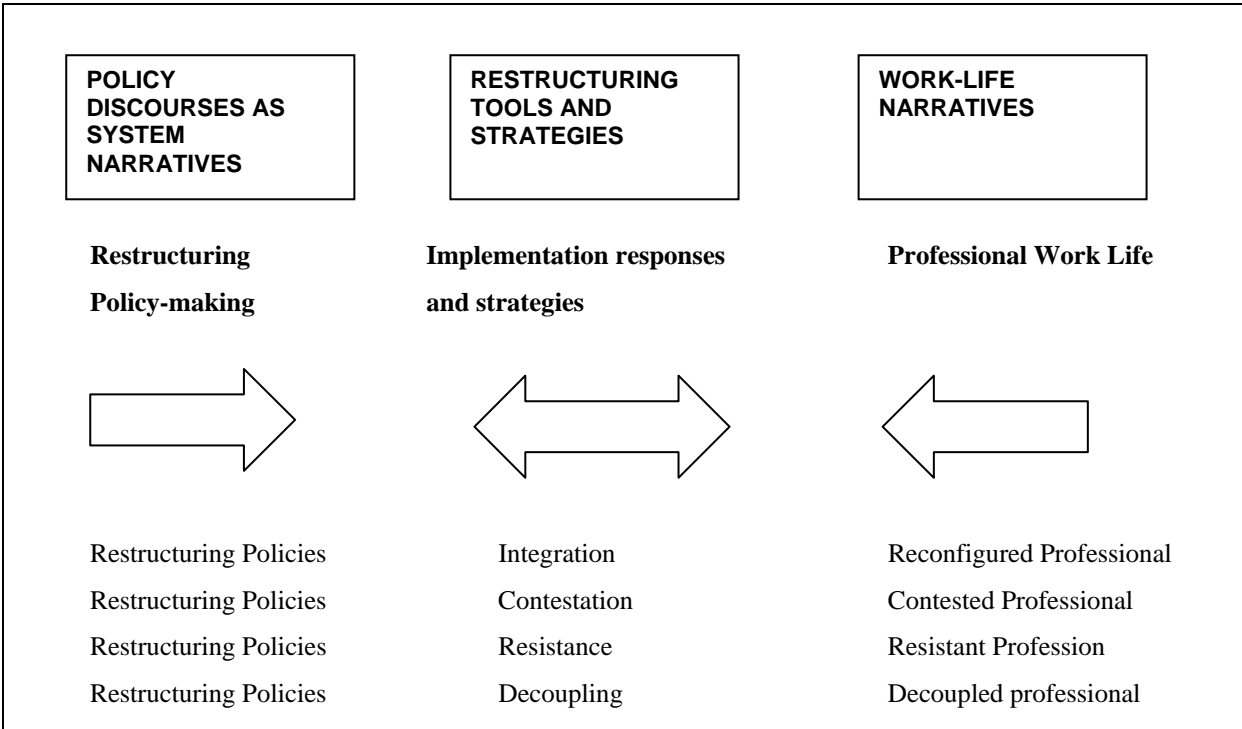 POLICY
DISCOURSES AS
SYSTEM
NARRATIVES
RESTRUCTURING
TOOLS AND
STRATEGIES
WORK-LIFE
NARRATIVES
Restructuring
Policy-making
Implementation responses
and strategies
Professional Work Life
Restructuring Policies
Integration
Reconfigured Professional
Restructuring Policies
Contestation
Contested Professional
Restructuring Policies
Resistance
Resistant Profession
Restructuring Policies
Decoupling
Decoupled professional